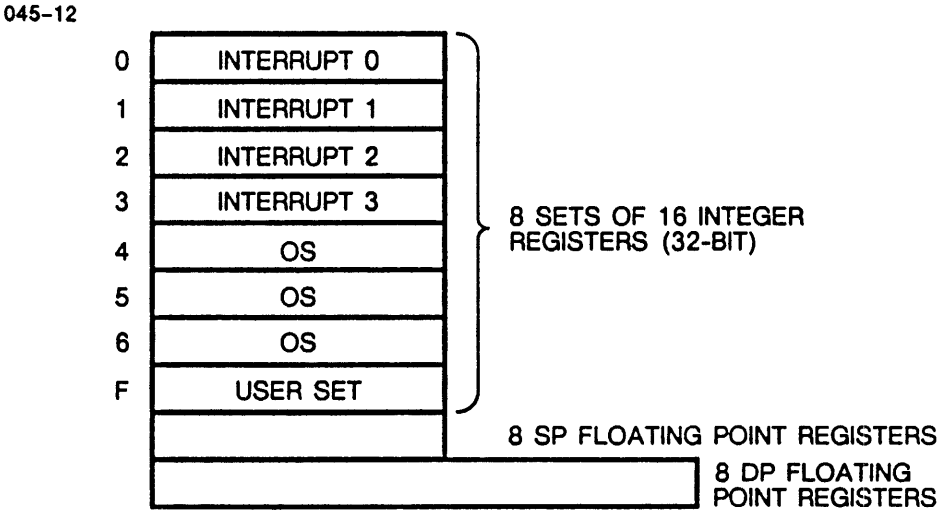 045-12
0 INTERRUPT 0
1 INTERRUPT 1
2 INTERRUPT 2
3 INTERRUPT 3
4 OS
5 OS
6 OS
F USER SET
8 SETS OF 16 INTEGER
REGISTERS (32-BIT)
8 SP FLOATING POINT REGISTERS
8 DP FLOATING
POINT REGISTERS